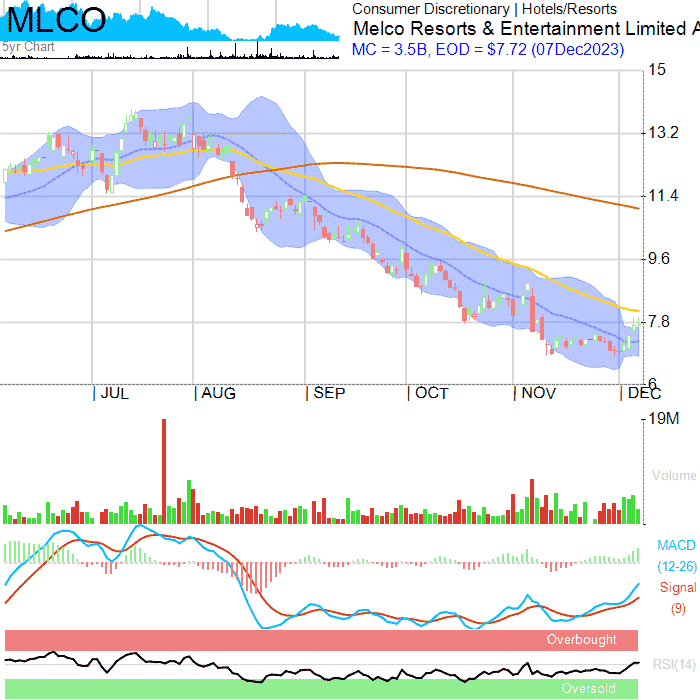 MLCO
5yr Chart
Consumer Discretionary | Hotels/Resorts
Melco Resorts & Entertainment Limited A
MC = 3.5B, EOD = $7.72 (07Dec2023)
15
13.2
11.4
9.6
7.8
6
JUL AUG SEP OCT NOV DEC
19M
Volume
MACD
(12-26)
Signal
(9)
Overbought
RSI(14)
Oversold